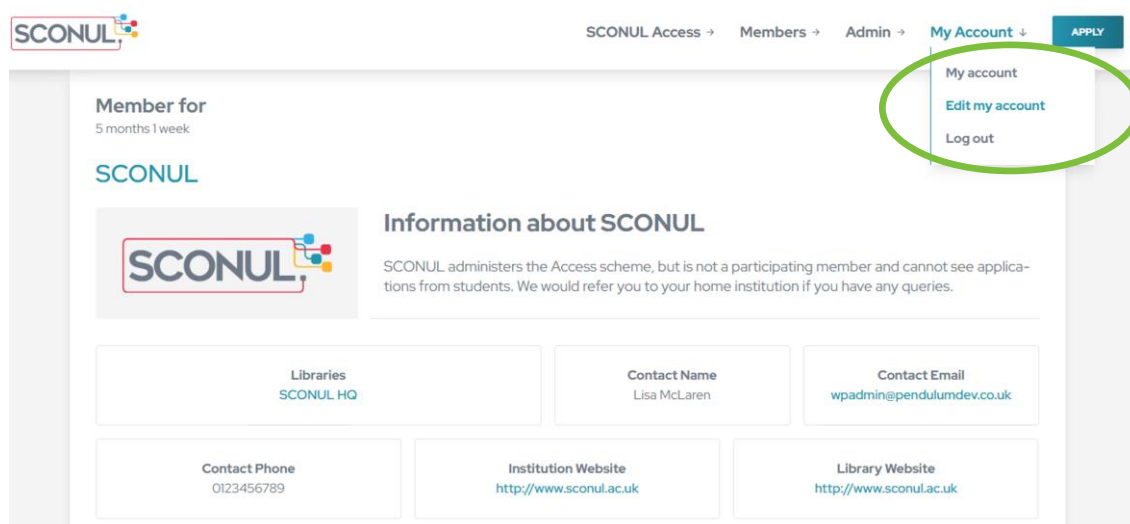 SCONUL
SCONUL Access → Members → Admin → My Account ↓ APPLY
My account
Edit my account
Log out
Member for
5 months 1 week
SCONUL
SCONUL
Information about SCONUL
SCONUL administers the Access scheme, but is not a participating member and cannot see applica-
tions from students. We would refer you to your home institution if you have any queries.
Libraries
SCONUL HQ
Contact Name
Lisa McLaren
Contact Email
wpadmin@pendulumdev.co.uk
Contact Phone
0123456789
Institution Website
http://www.sconul.ac.uk
Library Website
http://www.sconul.ac.uk